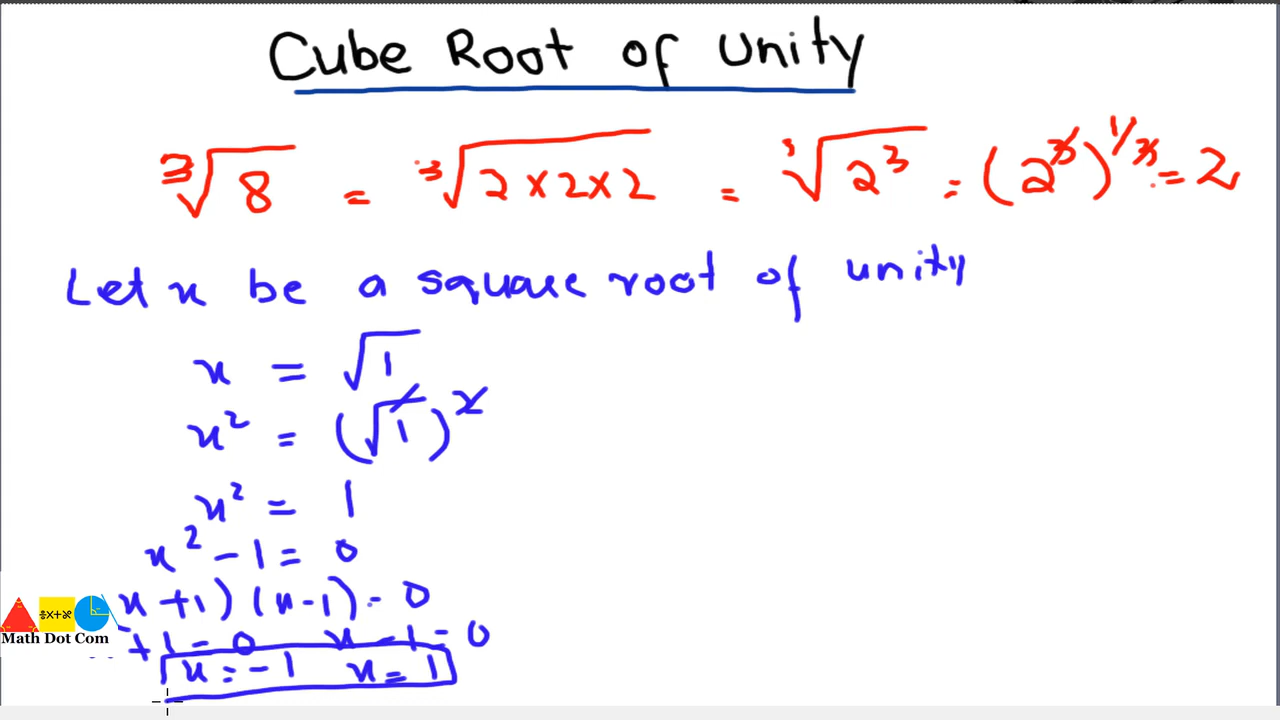 Cube Root of Unity
∛8 = ∛(2×2×2) = ∛(2³) = (2³)^(1/3) = 2
Let x be a square root of unity
x = √1
x² = (√1)²
x² = 1
x² - 1 = 0
x + 1) (x - 1) = 0
+ 1 = 0 x - 1 = 0
x = -1 x = 1
Math Dot Com